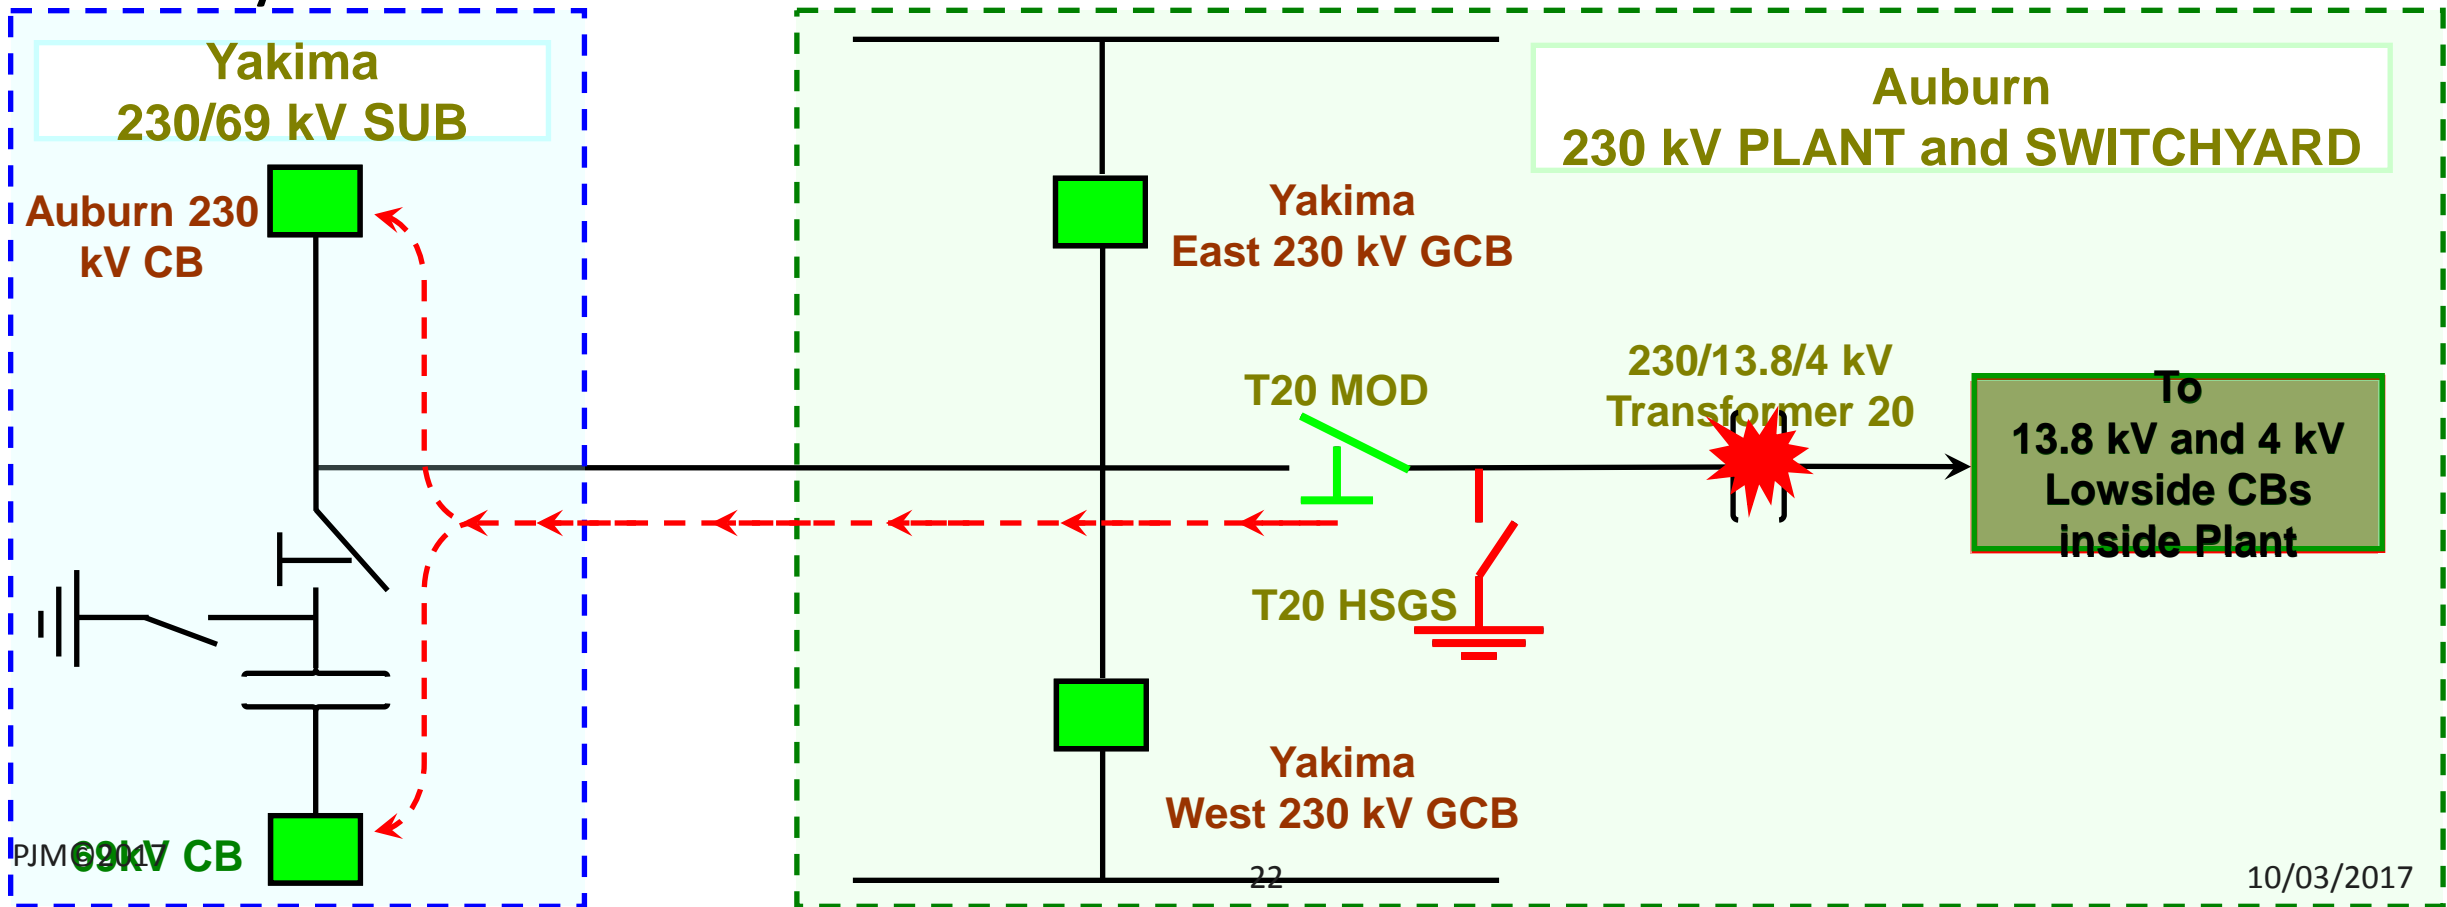 Yakima
230/69 kV SUB
Auburn
230 kV PLANT and SWITCHYARD
Auburn 230
kV CB
Yakima
East 230 kV GCB
T20 MOD
230/13.8/4 kV
Transformer 20
To
13.8 kV and 4 kV
Lowside CBs
inside Plant
T20 HSGS
Yakima
West 230 kV GCB
69kV CB
PJM©2017
22
10/03/2017